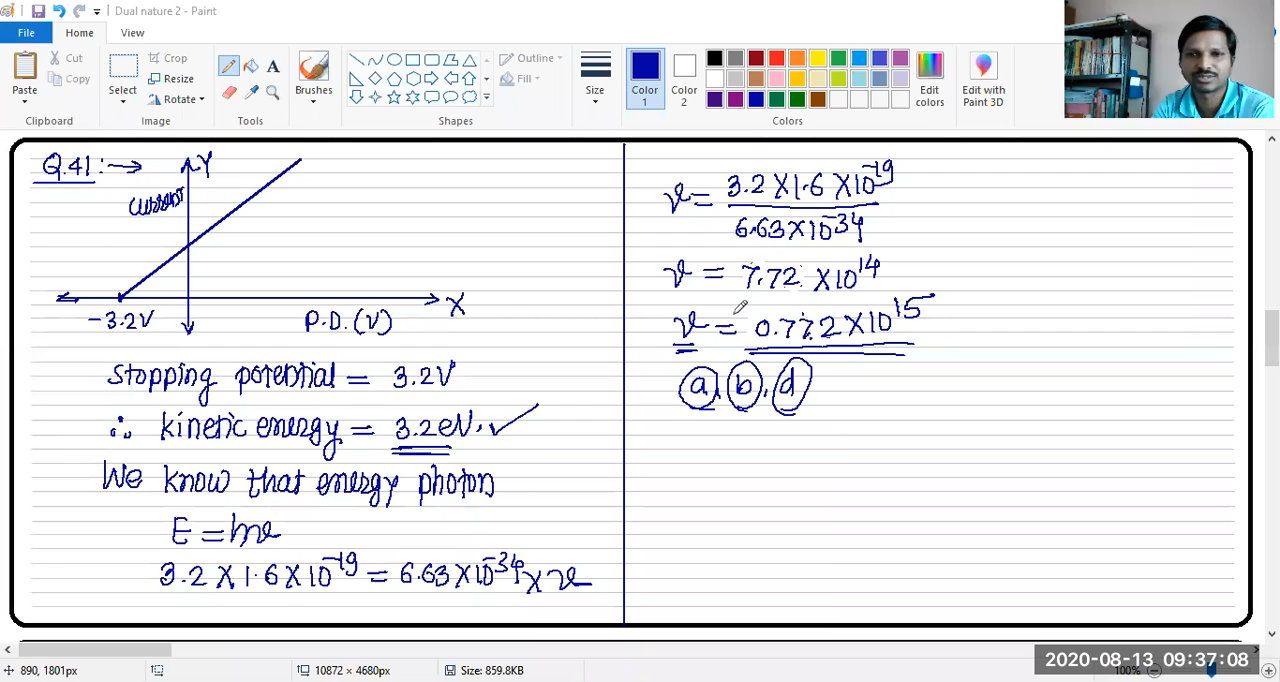 Dual nature 2 - Paint
File Home View
Paste
Cut
Copy
Clipboard
Select
Crop
Resize
Rotate
Image
A
Tools
Brushes
Shapes
Outline
Fill
Size
Color 1
Color 2
Edit colors
Colors
Edit with Paint 3D
Q.41 :→
Y
current
-3.2V
P.D.(V)
X
Stopping potential = 3.2V
∴ kinetic energy = 3.2eV.
We know that energy photon
E = hν
3.2 X 1.6 X 10⁻¹⁹ = 6.63 X 10⁻³⁴ X ν
ν = 3.2 X 1.6 X 10⁻¹⁹
6.63 X 10⁻³⁴
ν = 7.72 X 10¹⁴
ν = 0.772 X 10¹⁵
a, b, d
890, 1801px
10872 × 4680px
Size: 859.8KB
100%
2020-08-13 09:37:08